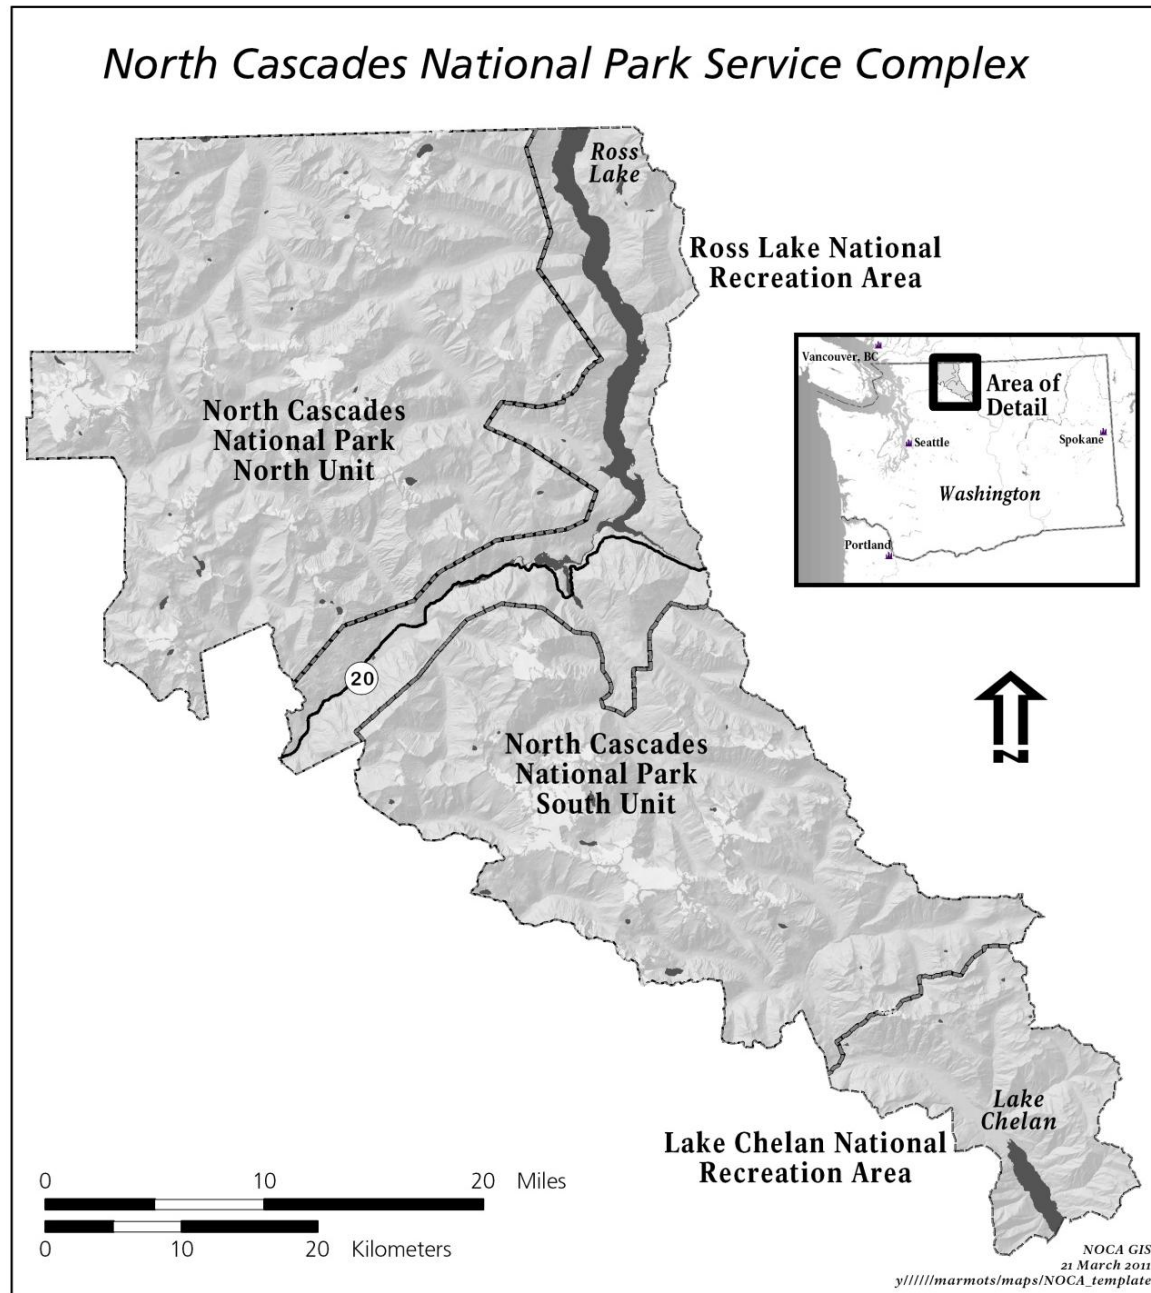 North Cascades National Park Service Complex
Ross
Lake
Ross Lake National
Recreation Area
Vancouver, BC
Area of
Detail
Seattle
Spokane
Washington
Portland
North Cascades
National Park
North Unit
20
N
North Cascades
National Park
South Unit
Lake
Chelan
Lake Chelan National
Recreation Area
0 10 20 Miles
0 10 20 Kilometers
NOCA GIS
21 March 2011
y//////marmots/maps/NOCA_template